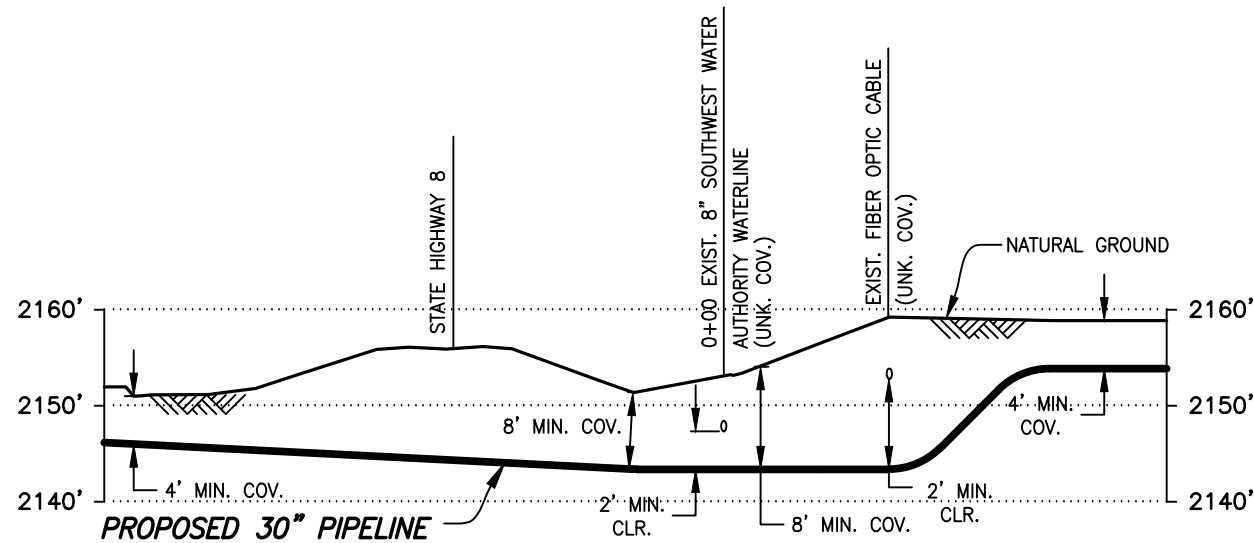 0+00 EXIST. 8" SOUTHWEST WATER
AUTHORITY WATERLINE
(UNK. COV.)
EXIST. FIBER OPTIC CABLE
(UNK. COV.)
STATE HIGHWAY 8
NATURAL GROUND
2160'
2160'
2150'
2150'
8' MIN. COV.
4' MIN.
COV.
4' MIN. COV.
2140'
2140'
2' MIN.
CLR.
2' MIN.
CLR.
8' MIN. COV.
PROPOSED 30" PIPELINE